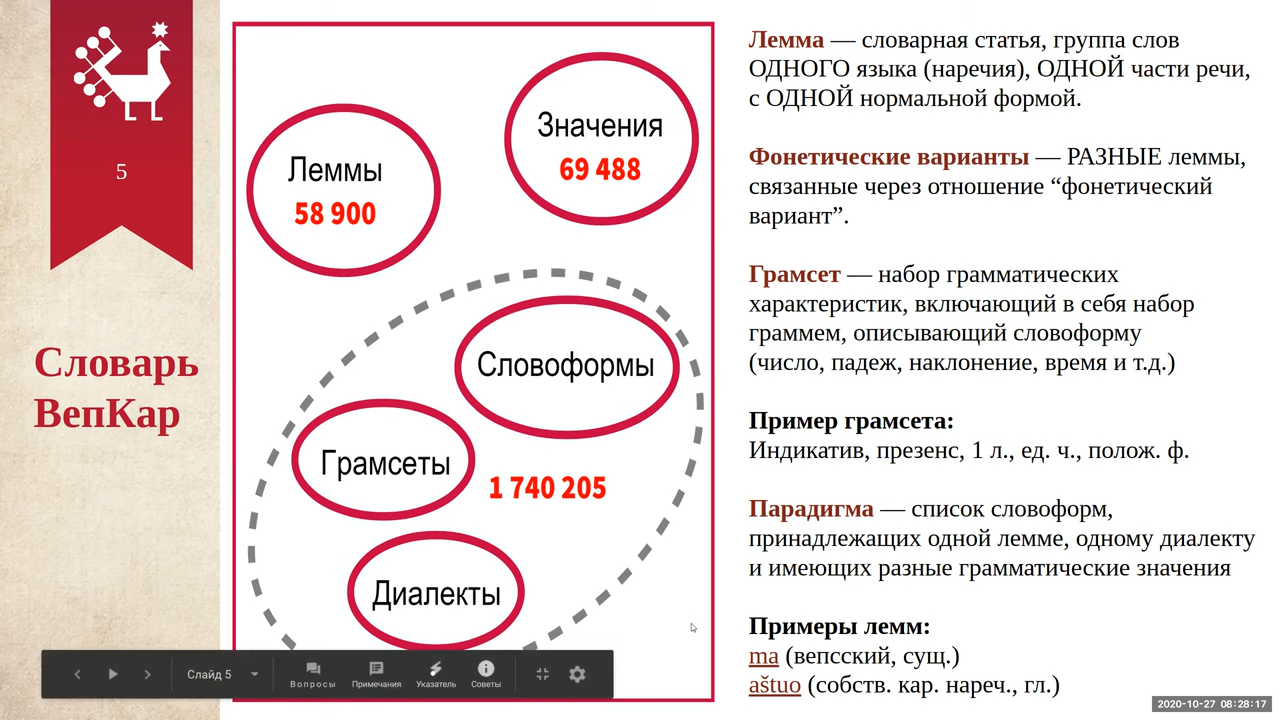 5
Словарь
ВепКар
Леммы
58 900
Значения
69 488
Словоформы
Грамсеты
1 740 205
Диалекты
Лемма — словарная статья, группа слов
ОДНОГО языка (наречия), ОДНОЙ части речи,
с ОДНОЙ нормальной формой.
Фонетические варианты — РАЗНЫЕ леммы,
связанные через отношение “фонетический
вариант”.
Грамсет — набор грамматических
характеристик, включающий в себя набор
граммем, описывающий словоформу
(число, падеж, наклонение, время и т.д.)
Пример грамсета:
Индикатив, презенс, 1 л., ед. ч., полож. ф.
Парадигма — список словоформ,
принадлежащих одной лемме, одному диалекту
и имеющих разные грамматические значения
Примеры лемм:
ma (вепсский, сущ.)
aštuo (собств. кар. нареч., гл.)
Слайд 5
Вопросы
Примечания
Указатель
Советы
2020-10-27 08:28:17